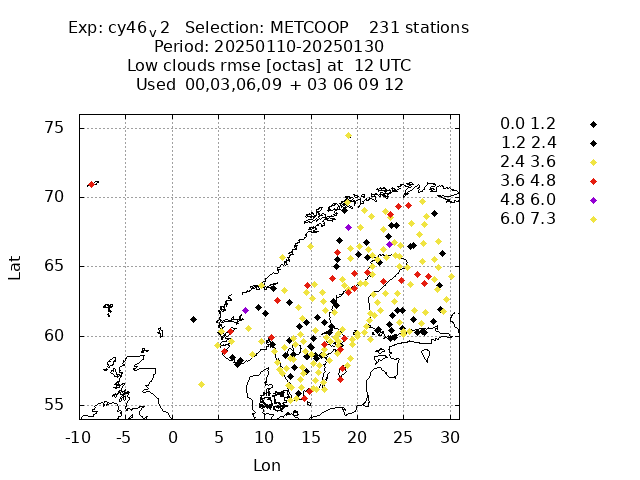 Exp: cy46v2 Selection: METCOOP 231 stations
Period: 20250110-20250130
Low clouds rmse [octas] at 12 UTC
Used 00,03,06,09 + 03 06 09 12
0.0 1.2
1.2 2.4
2.4 3.6
3.6 4.8
4.8 6.0
6.0 7.3
75
70
65
60
55
Lat
-10 -5 0 5 10 15 20 25 30
Lon